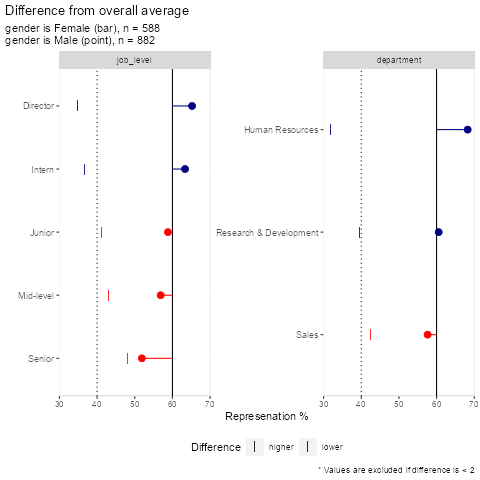 Difference from overall average
gender is Female (bar), n = 588
gender is Male (point), n = 882
job_level
department
Director
Intern
Junior
Mid-level
Senior
Human Resources
Research & Development
Sales
30 40 50 60 70
30 40 50 60 70
Represenation %
Difference higher lower
* Values are excluded if difference is < 2